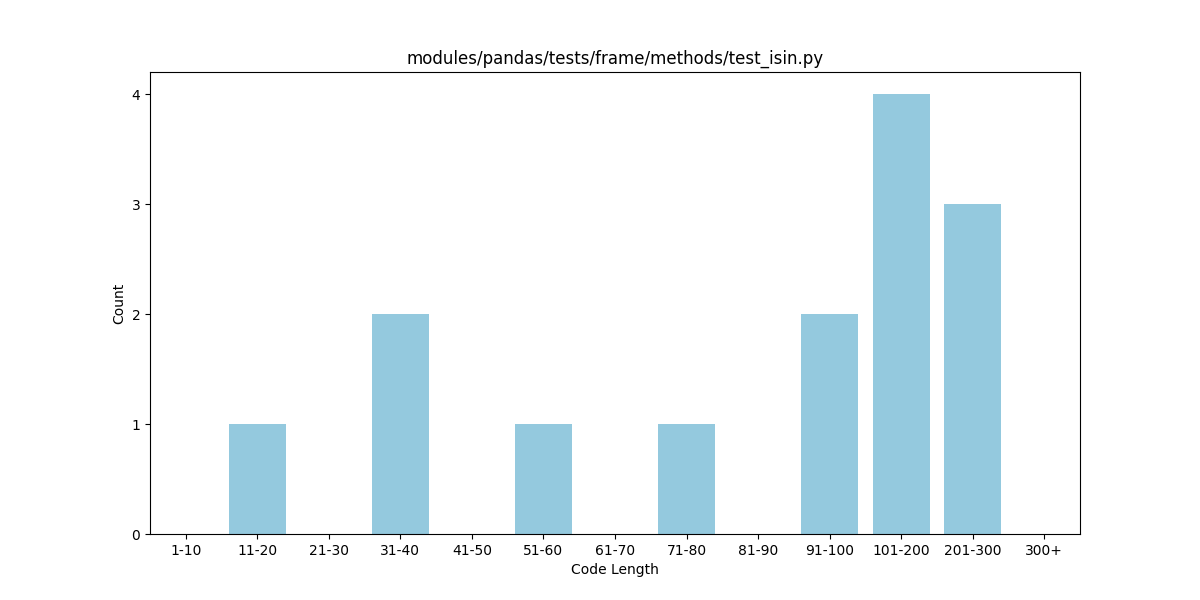 modules/pandas/tests/frame/methods/test_isin.py
Count
4
3
2
1
0
1-10 11-20 21-30 31-40 41-50 51-60 61-70 71-80 81-90 91-100 101-200 201-300 300+
Code Length